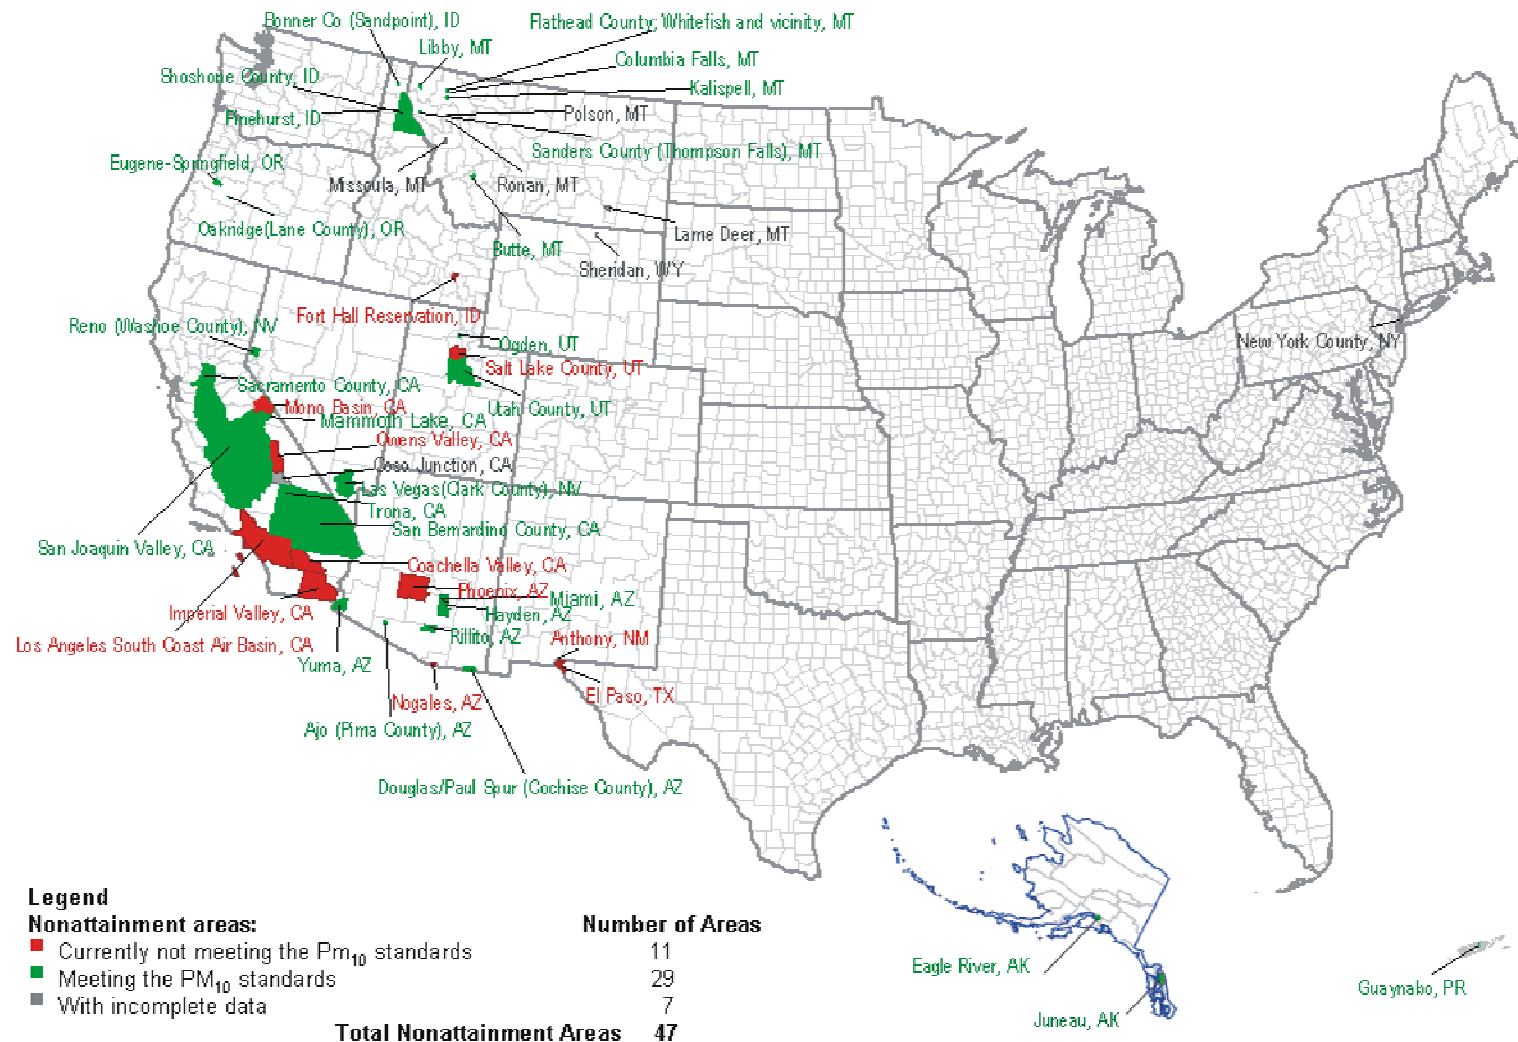 Bonner Co (Sandpoint), ID
Flathead County, Whitefish and vicinity, MT
Libby, MT
Columbia Falls, MT
Shoshone County, ID
Kalispell, MT
Polson, MT
Pinehurst, ID
Sanders County (Thompson Falls), MT
Eugene-Springfield, OR
Missoula, MT
Ronan, MT
Oakridge(Lane County), OR
Lame Deer, MT
Butte, MT
Sheridan, WY
Fort Hall Reservation, ID
Reno (Washoe County), NV
New York County, NY
Ogden, UT
Salt Lake County, UT
Sacramento County, CA
Mono Basin, CA
Utah County, UT
Mammoth Lake, CA
Owens Valley, CA
Coso Junction, CA
Las Vegas(Clark County), NV
Trona, CA
San Bernardino County, CA
San Joaquin Valley, CA
Coachella Valley, CA
Phoenix, AZ
Miami, AZ
Imperial Valley, CA
Hayden, AZ
Rillito, AZ
Anthony, NM
Los Angeles South Coast Air Basin, CA
Yuma, AZ
El Paso, TX
Nogales, AZ
Ajo (Pima County), AZ
Douglas/Paul Spur (Cochise County), AZ
Legend
Nonattainment areas: Number of Areas
Currently not meeting the Pm10 standards 11
Meeting the PM10 standards 29
With incomplete data 7
Total Nonattainment Areas 47
Eagle River, AK
Guaynabo, PR
Juneau, AK